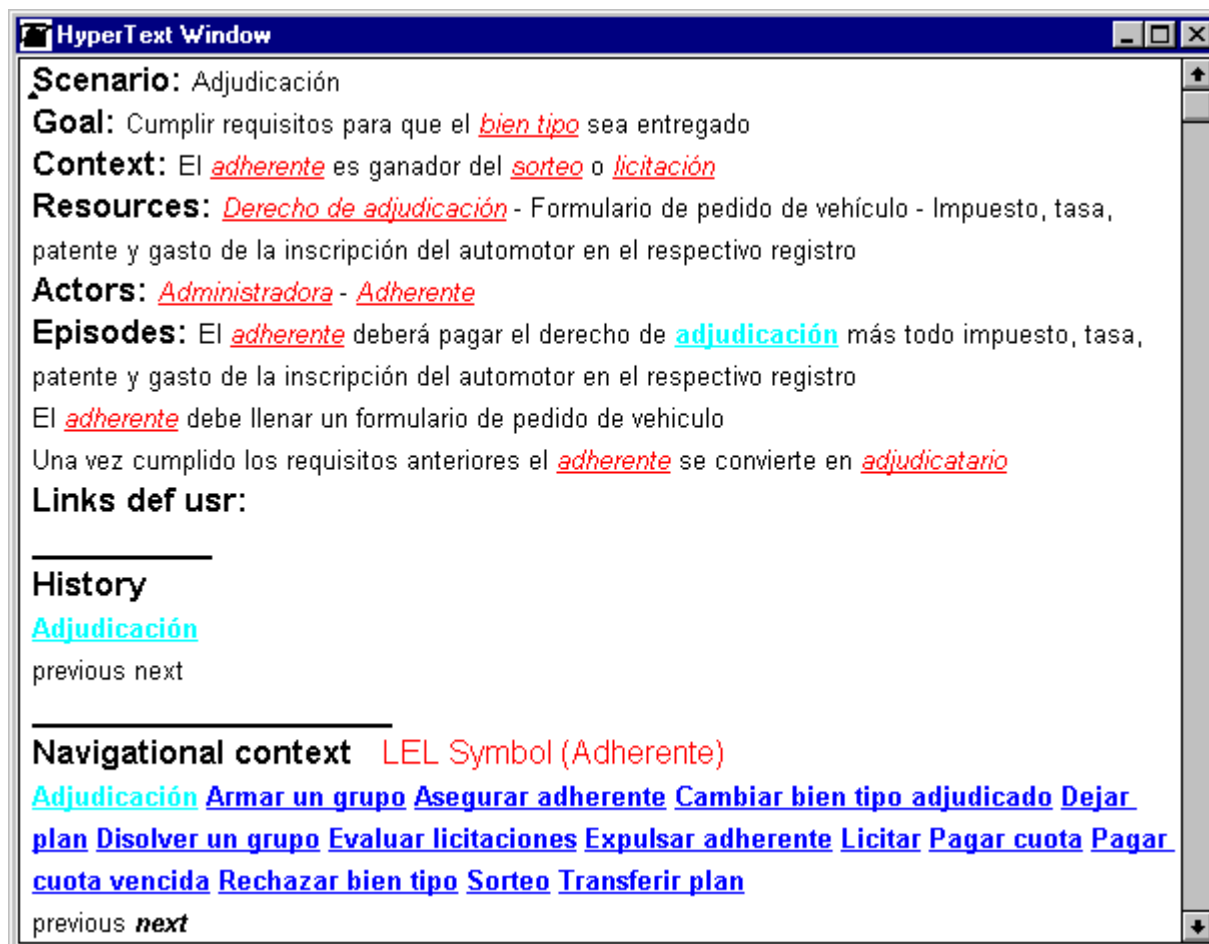 HyperText Window
Scenario: Adjudicación
Goal: Cumplir requisitos para que el bien tipo sea entregado
Context: El adherente es ganador del sorteo o licitación
Resources: Derecho de adjudicación - Formulario de pedido de vehículo - Impuesto, tasa,
patente y gasto de la inscripción del automotor en el respectivo registro
Actors: Administradora - Adherente
Episodes: El adherente deberá pagar el derecho de adjudicación más todo impuesto, tasa,
patente y gasto de la inscripción del automotor en el respectivo registro
El adherente debe llenar un formulario de pedido de vehiculo
Una vez cumplido los requisitos anteriores el adherente se convierte en adjudicatario
Links def usr:
History
Adjudicación
previous next
Navigational context LEL Symbol (Adherente)
Adjudicación Armar un grupo Asegurar adherente Cambiar bien tipo adjudicado Dejar
plan Disolver un grupo Evaluar licitaciones Expulsar adherente Licitar Pagar cuota Pagar
cuota vencida Rechazar bien tipo Sorteo Transferir plan
previous next